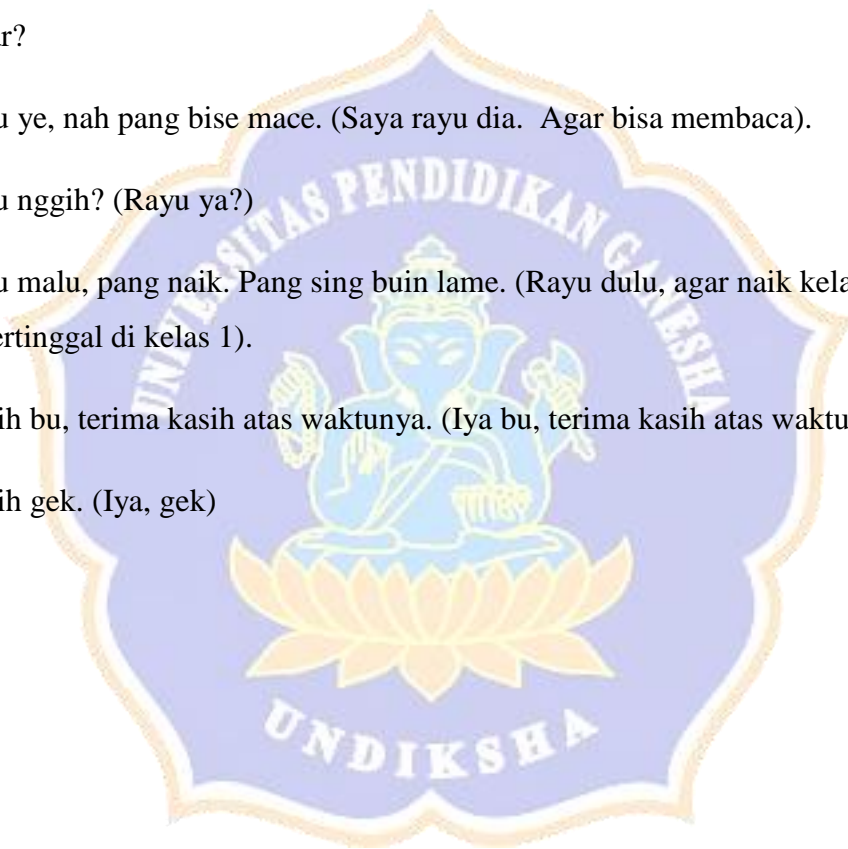 ar?
u ye, nah pang bise mace. (Saya rayu dia. Agar bisa membaca).
u nggih? (Rayu ya?)
u malu, pang naik. Pang sing buin lame. (Rayu dulu, agar naik kela
ertinggal di kelas 1).
ih bu, terima kasih atas waktunya. (Iya bu, terima kasih atas waktu
ih gek. (Iya, gek)
UNIVERSITAS PENDIDIKAN GANESHA
UNDIKSHA